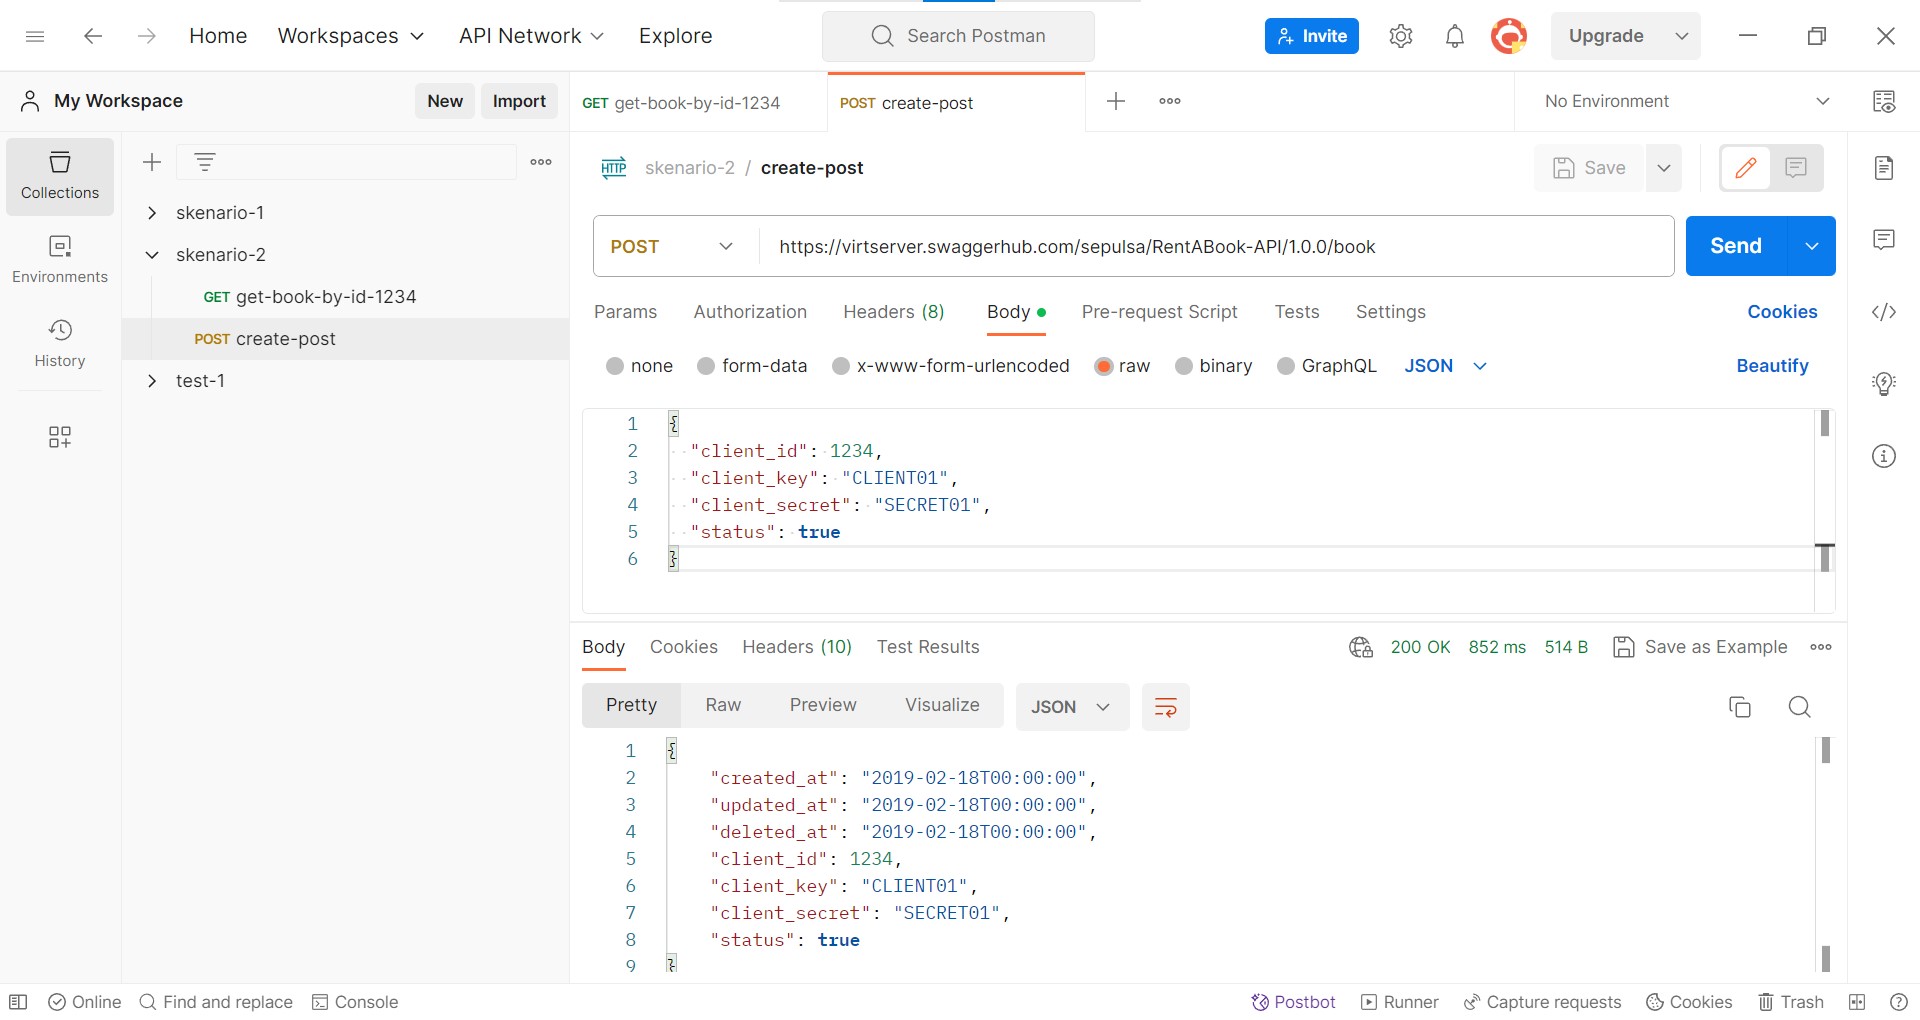 Home Workspaces API Network Explore Search Postman Invite Upgrade
My Workspace New Import GET get-book-by-id-1234 POST create-post No Environment
Collections
Environments
History
skenario-1
skenario-2
GET get-book-by-id-1234
POST create-post
test-1
HTTP skenario-2 / create-post Save
POST https://virtserver.swaggerhub.com/sepulsa/RentABook-API/1.0.0/book Send
Params Authorization Headers (8) Body Pre-request Script Tests Settings Cookies
none form-data x-www-form-urlencoded raw binary GraphQL JSON Beautify
1 {
2 "client_id": 1234,
3 "client_key": "CLIENT01",
4 "client_secret": "SECRET01",
5 "status": true
6 }
Body Cookies Headers (10) Test Results 200 OK 852 ms 514 B Save as Example
Pretty Raw Preview Visualize JSON
1 {
2 "created_at": "2019-02-18T00:00:00",
3 "updated_at": "2019-02-18T00:00:00",
4 "deleted_at": "2019-02-18T00:00:00",
5 "client_id": 1234,
6 "client_key": "CLIENT01",
7 "client_secret": "SECRET01",
8 "status": true
9 }
Online Find and replace Console Postbot Runner Capture requests Cookies Trash